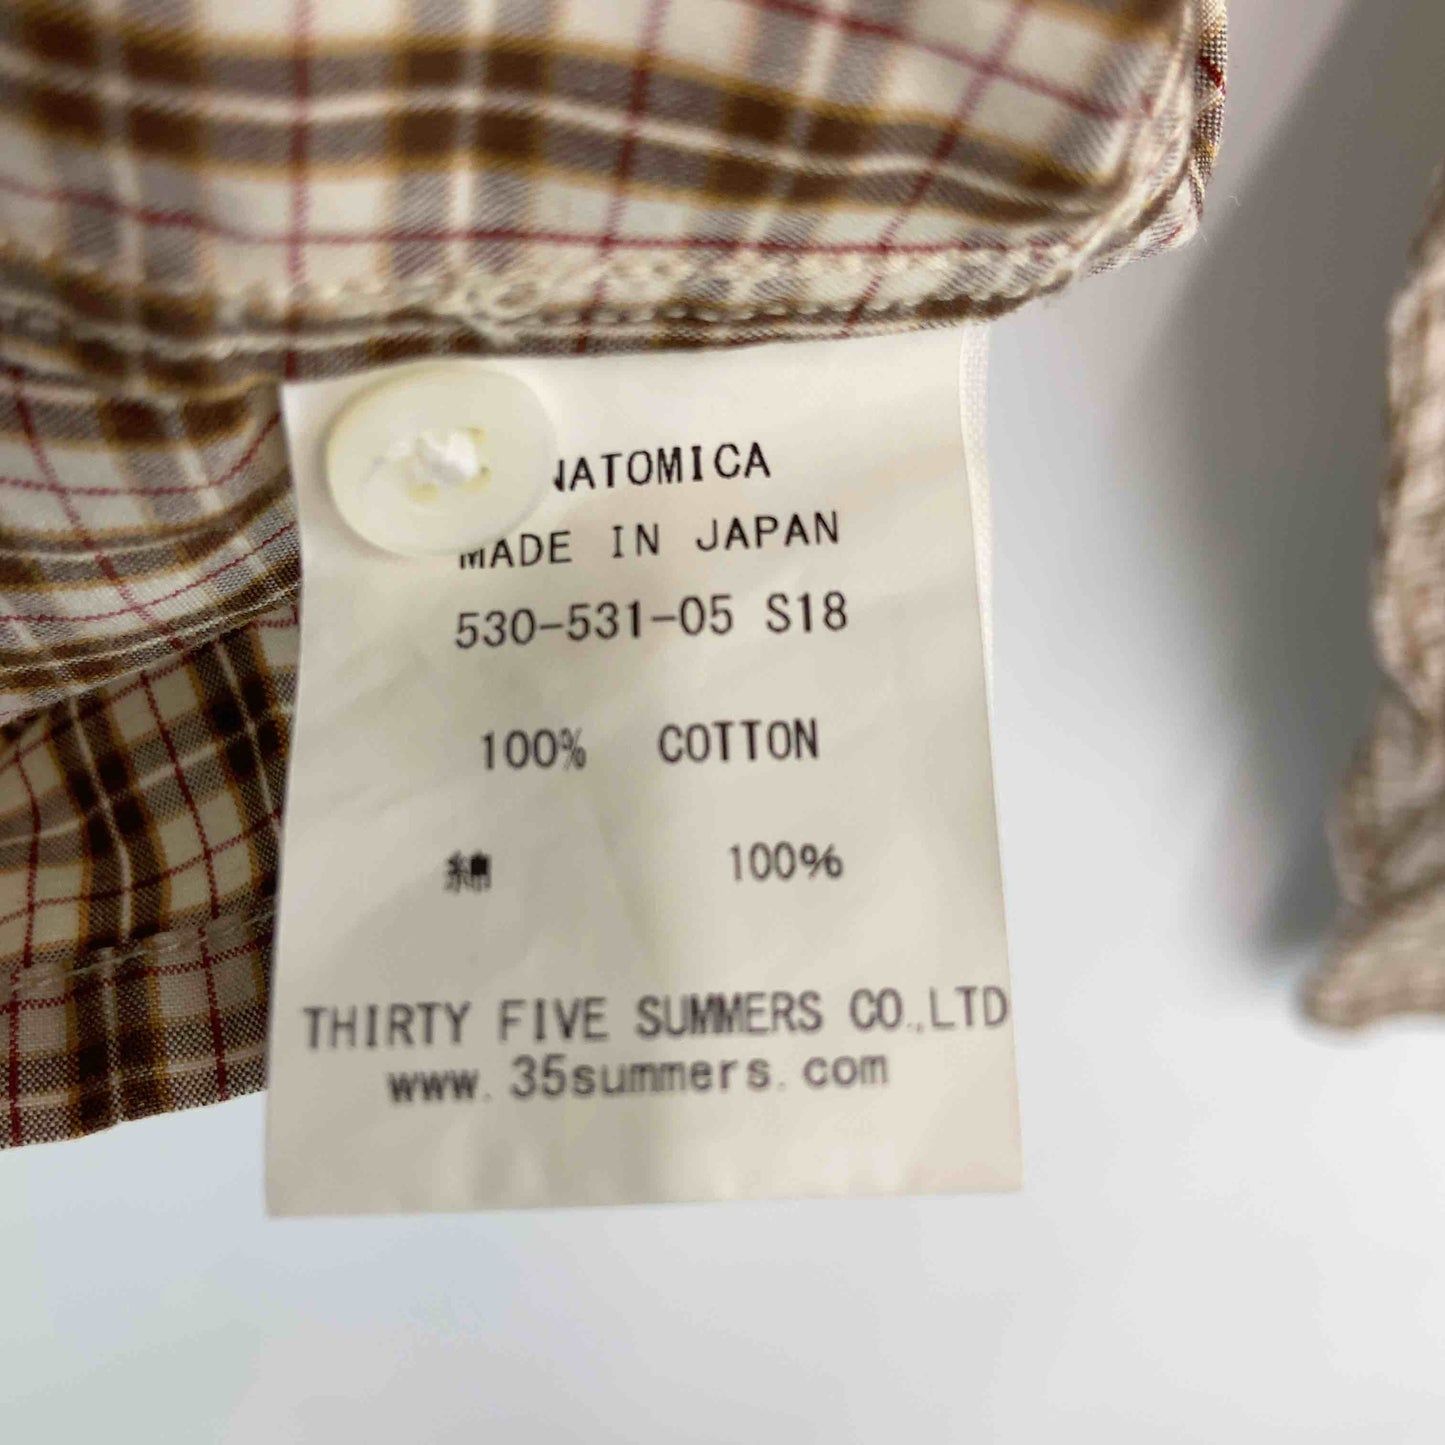 NATOMICA
MADE IN JAPAN
530-531-05 S18
100% COTTON
綿 100%
THIRTY FIVE SUMMERS CO.,LTD
www.35summers.com